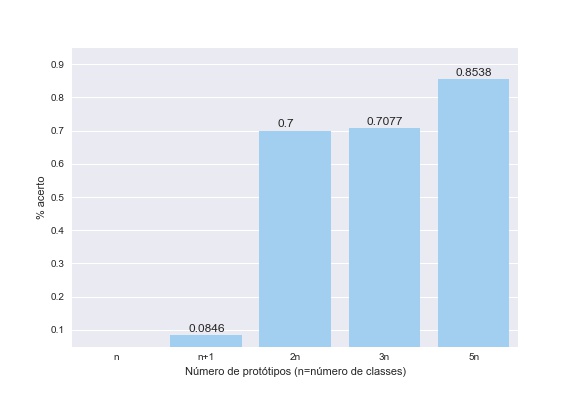 0.9
0.8
0.7
0.6
0.5
0.4
0.3
0.2
0.1
% acerto
0.0846
0.7
0.7077
0.8538
n
n+1
2n
3n
5n
Número de protótipos (n=número de classes)